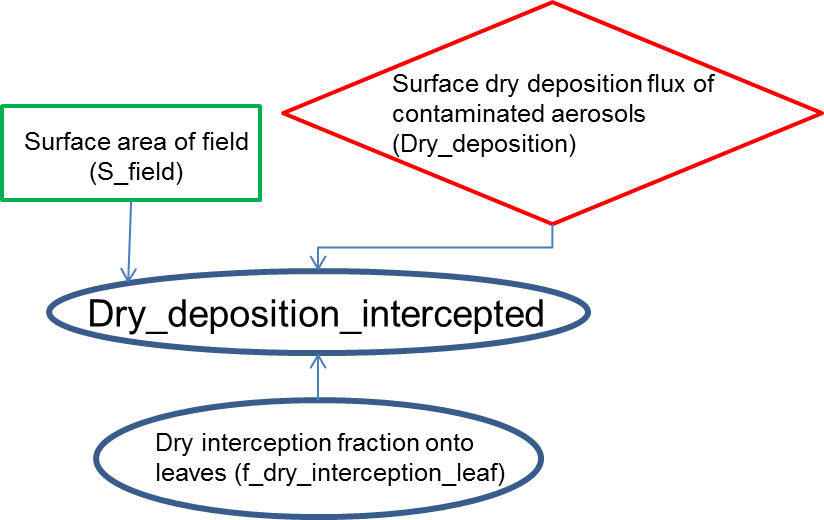 Surface dry deposition flux of
contaminated aerosols
(Dry_deposition)
Surface area of field
(S_field)
Dry_deposition_intercepted
Dry interception fraction onto
leaves (f_dry_interception_leaf)